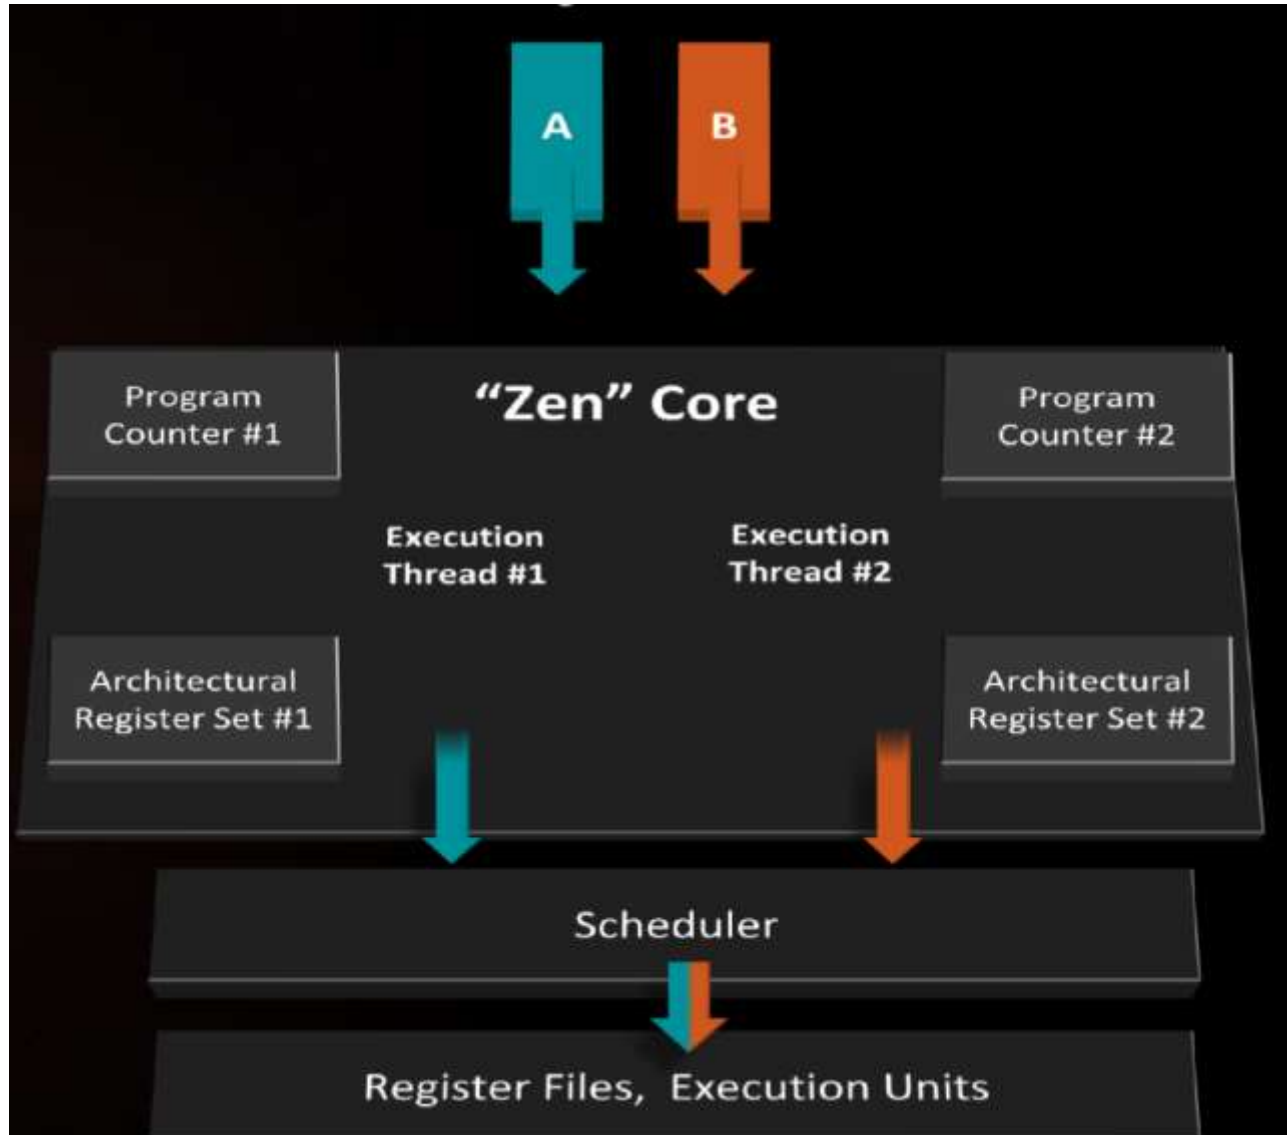 A
B
"Zen" Core
Program
Counter #1
Program
Counter #2
Execution
Thread #1
Execution
Thread #2
Architectural
Register Set #1
Architectural
Register Set #2
Scheduler
Register Files, Execution Units